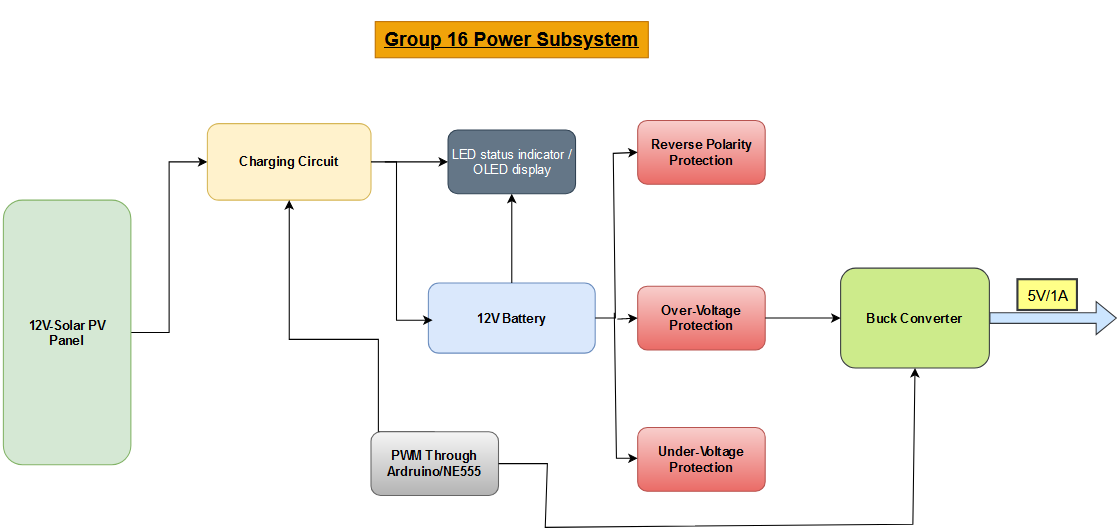 Group 16 Power Subsystem
Charging Circuit
LED status indicator /
OLED display
Reverse Polarity
Protection
12V-Solar PV
Panel
12V Battery
Over-Voltage
Protection
Buck Converter
5V/1A
PWM Through
Ardruino/NE555
Under-Voltage
Protection